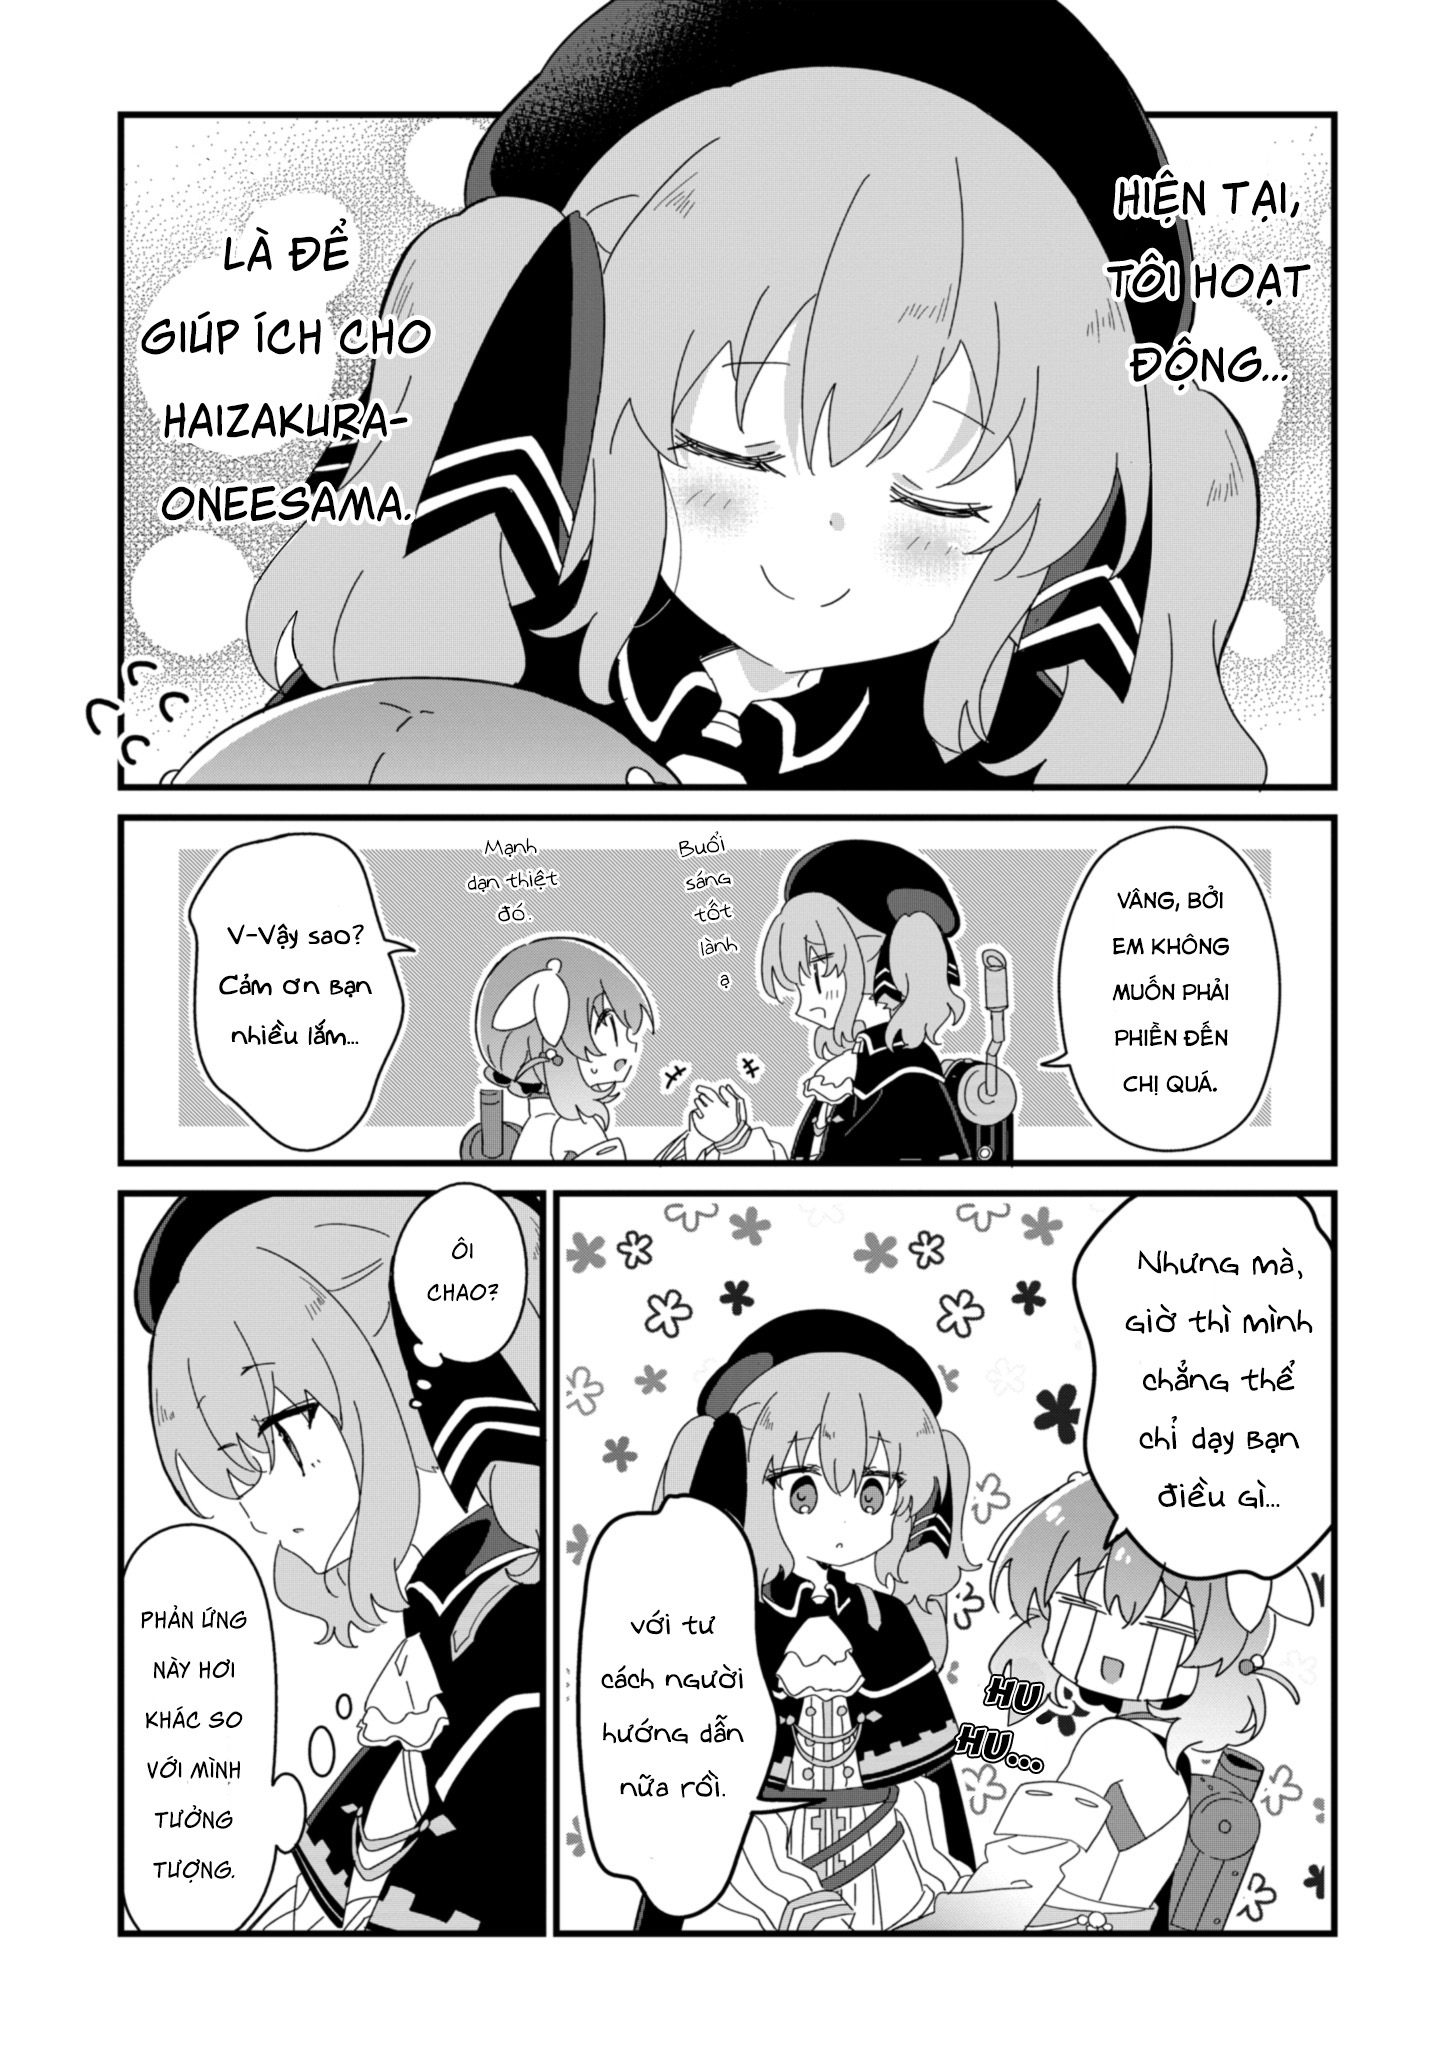 HIỆN TẠI,
TÔI HOẠT
ĐỘNG...
LÀ ĐỂ
GIÚP ÍCH CHO
HAIZAKURA-
ONEESAMA.
VÂNG, BỞI
EM KHÔNG
MUỐN PHẢI
PHIỀN ĐẾN
CHỊ QUÁ.
Buổi
sáng
tốt
lành
ạ
Mạnh
dạn thiệt
đó.
V-Vậy sao?
Cảm ơn bạn
nhiều lắm...
Nhưng mà,
giờ thì mình
chẳng thể
chỉ dạy bạn
điều gì...
HU
HU...
với tư
cách người
hướng dẫn
nữa rồi.
ÔI
CHAO?
PHẢN ỨNG
NÀY HƠI
KHÁC SO
VỚI MÌNH
TƯỞNG
TƯỢNG.